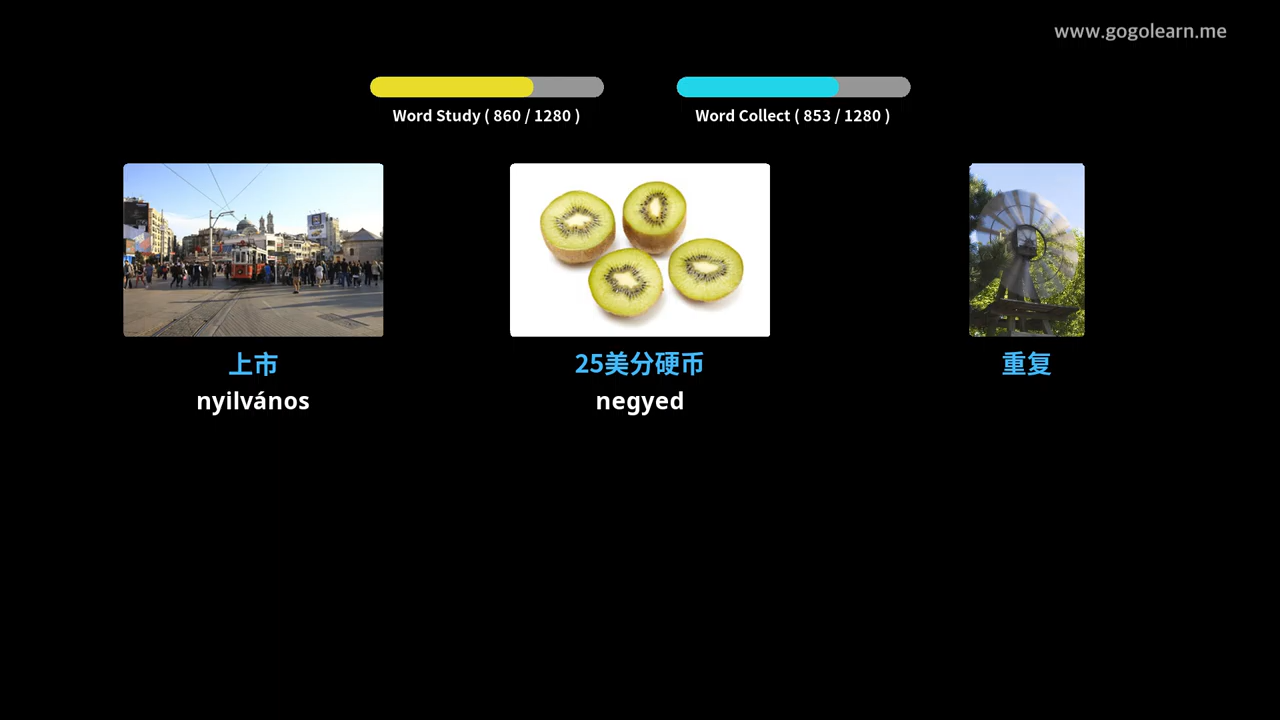 www.gogolearn.me
Word Study ( 860 / 1280 )
Word Collect ( 853 / 1280 )
上市
25美分硬币
重复
nyilvános
negyed